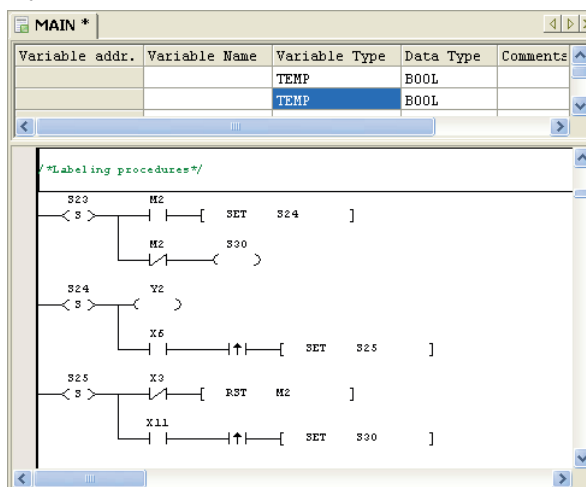 MAIN *
Variable addr. Variable Name Variable Type Data Type Comments
TEMP BOOL
TEMP BOOL
/*Labeling procedures*/
S23 M2
S SET S24 ]
M2 S30
S24 Y2
S
X6
SET S25 ]
S25 X3
S RST M2 ]
X11
SET S30 ]